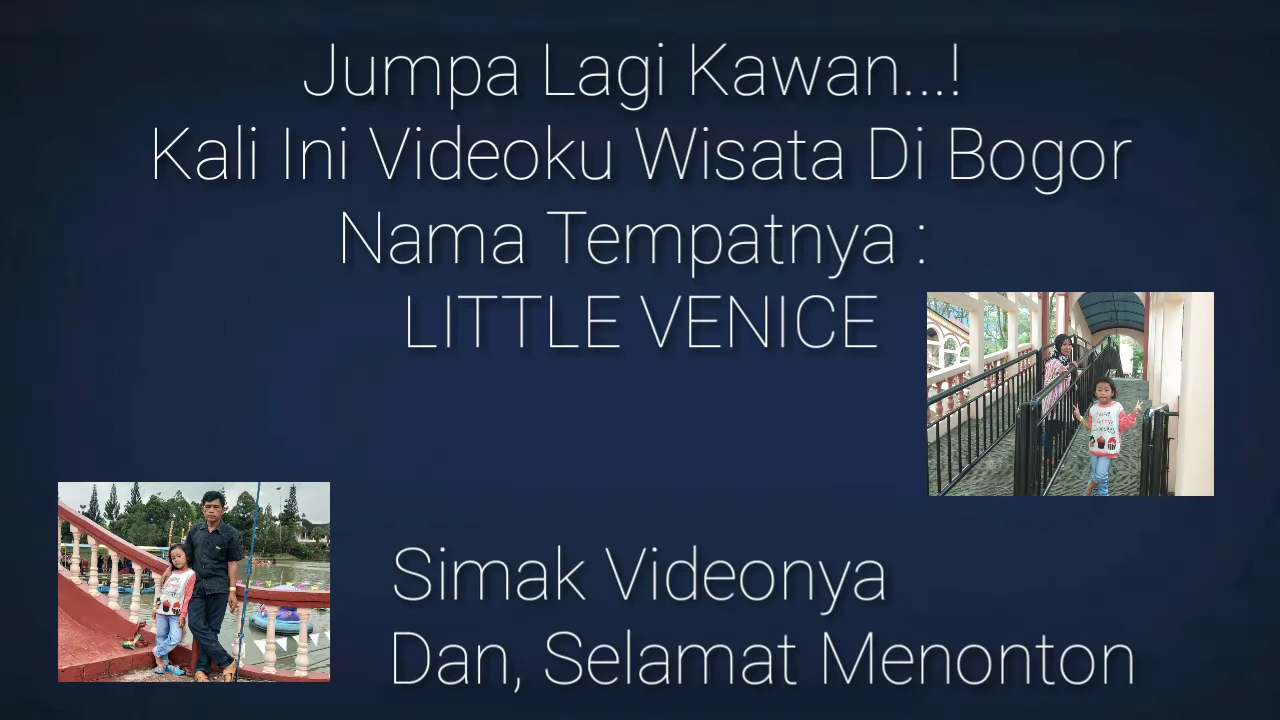 Jumpa Lagi Kawan...!
Kali Ini Videoku Wisata Di Bogor
Nama Tempatnya :
LITTLE VENICE
Simak Videonya
Dan, Selamat Menonton